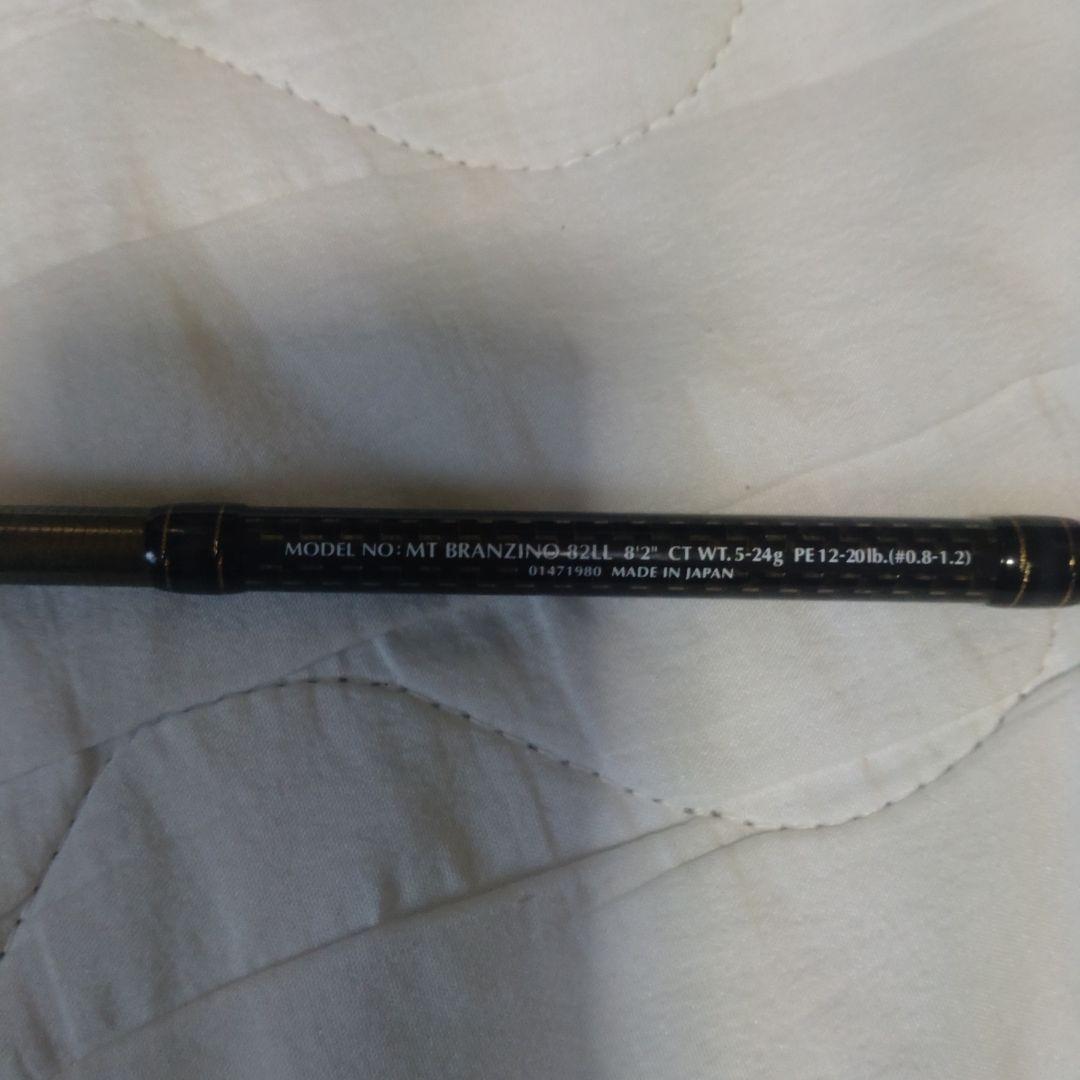 MODEL NO: MT BRANZINO 82LL 8'2" CT WT. 5-24g PE 12-20lb.(#0.8-1.2)
01471980 MADE IN JAPAN